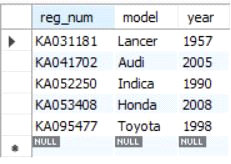 reg_num model year
KA031181 Lancer 1957
KA041702 Audi 2005
KA052250 Indica 1990
KA053408 Honda 2008
KA095477 Toyota 1998
NULL NULL NULL